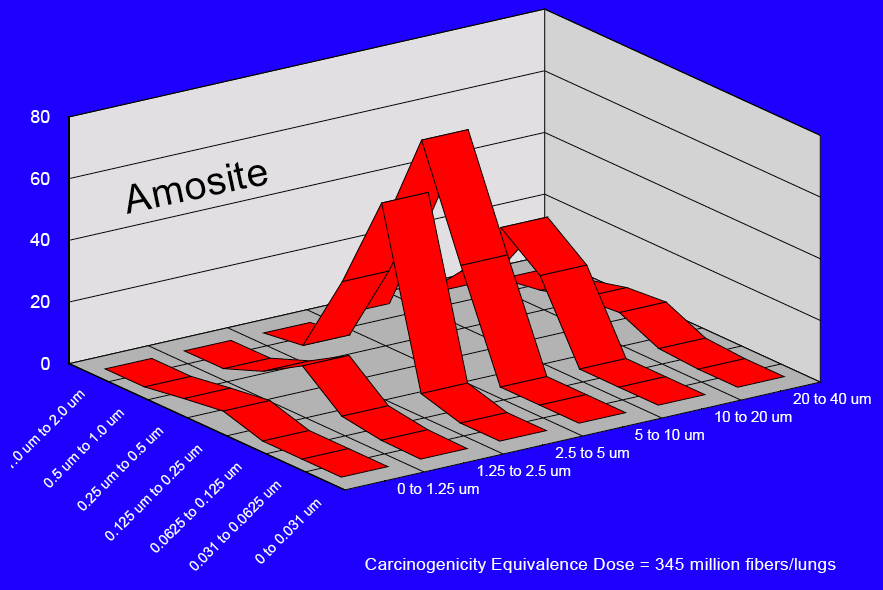 80
60
40
20
0
Amosite
.0 um to 2.0 um
0.5 um to 1.0 um
0.25 um to 0.5 um
0.125 um to 0.25 um
0.0625 to 0.125 um
0.031 to 0.0625 um
0 to 0.031 um
0 to 1.25 um
1.25 to 2.5 um
2.5 to 5 um
5 to 10 um
10 to 20 um
20 to 40 um
Carcinogenicity Equivalence Dose = 345 million fibers/lungs